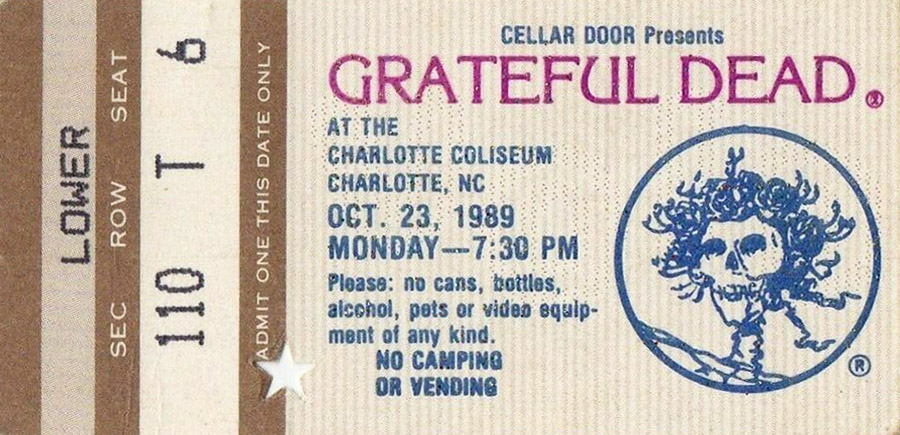 LOWER
SEC ROW SEAT
110 T 6
ADMIT ONE THIS DATE ONLY
CELLAR DOOR Presents
GRATEFUL DEAD®
AT THE
CHARLOTTE COLISEUM
CHARLOTTE, NC
OCT. 23, 1989
MONDAY—7:30 PM
Please: no cans, bottles,
alcohol, pets or video equip-
ment of any kind.
NO CAMPING
OR VENDING
®